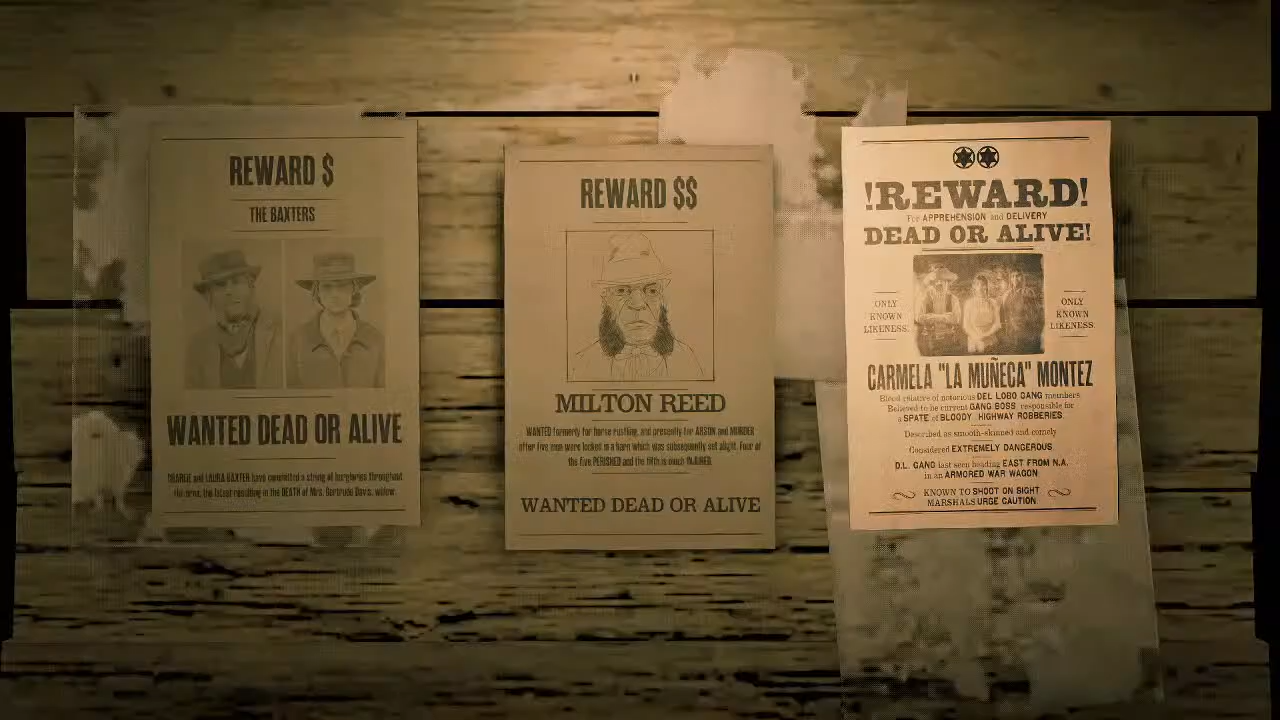 REWARD $
THE BAXTERS
WANTED DEAD OR ALIVE
CHARLIE and LAURA BAXTER have committed a string of burglaries throughout
the area, the latest resulting in the DEATH of Mrs. Gertrude Davis, widow.
REWARD $$
MILTON REED
WANTED formerly for horse rustling, and presently for ARSON and MURDER
after five men were locked in a barn which was subsequently set alight. Four of
the five PERISHED and the fifth is much INJURED.
WANTED DEAD OR ALIVE
!REWARD!
For APPREHENSION and DELIVERY
DEAD OR ALIVE!
ONLY
KNOWN
LIKENESS
ONLY
KNOWN
LIKENESS
CARMELA "LA MUÑECA" MONTEZ
Blood relative of notorious DEL LOBO GANG members
Believed to be current GANG BOSS responsible for
a SPATE of BLOODY HIGHWAY ROBBERIES
Described as smooth-skinned and comely
Considered EXTREMELY DANGEROUS
D.L. GANG last seen heading EAST FROM N.A.
in an ARMORED WAR WAGON
KNOWN TO SHOOT ON SIGHT
MARSHALS URGE CAUTION